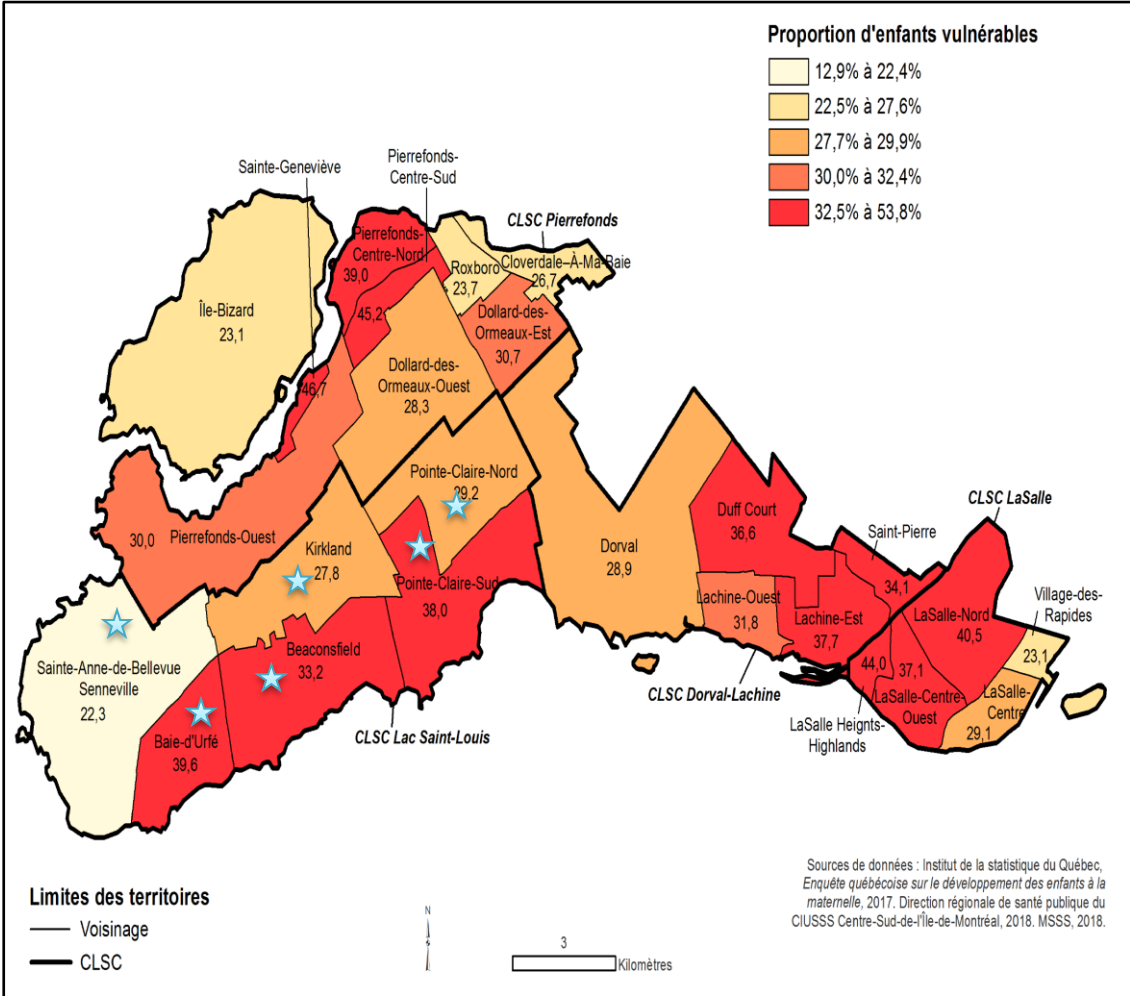 Proportion d'enfants vulnérables
12,9% à 22,4%
22,5% à 27,6%
27,7% à 29,9%
30,0% à 32,4%
32,5% à 53,8%
Sainte-Geneviève
Pierrefonds-
Centre-Sud
CLSC Pierrefonds
Pierrefonds-
Centre-Nord
39,0
Roxboro
23,7
Cloverdale–À-Ma-Baie
26,7
Île-Bizard
23,1
45,2
Dollard-des-
Ormeaux-Est
30,7
46,7
Dollard-des-
Ormeaux-Ouest
28,3
Pointe-Claire-Nord
29,2
Pierrefonds-Ouest
30,0
Kirkland
27,8
Pointe-Claire-Sud
38,0
Dorval
28,9
Duff Court
36,6
CLSC LaSalle
Saint-Pierre
34,1
Lachine-Ouest
31,8
Lachine-Est
37,7
LaSalle-Nord
40,5
Village-des-
Rapides
23,1
Sainte-Anne-de-Bellevue
Senneville
22,3
Beaconsfield
33,2
Baie-d'Urfé
39,6
CLSC Lac Saint-Louis
CLSC Dorval-Lachine
44,0
37,1
LaSalle-Centre-
Ouest
LaSalle-
Centre
29,1
LaSalle Heignts-
Highlands
Limites des territoires
Voisinage
CLSC
N
3
Kilomètres
Sources de données : Institut de la statistique du Québec,
Enquête québécoise sur le développement des enfants à la
maternelle, 2017. Direction régionale de santé publique du
CIUSSS Centre-Sud-de-l'Île-de-Montréal, 2018. MSSS, 2018.